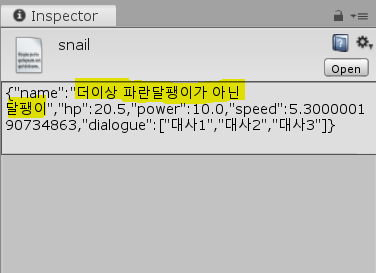 Inspector
snail
Open
{"name":"더이상 파란달팽이가 아닌
달팽이","hp":20.5,"power":10.0,"speed":5.3000001
90734863,"dialogue":["대사1","대사2","대사3"]}